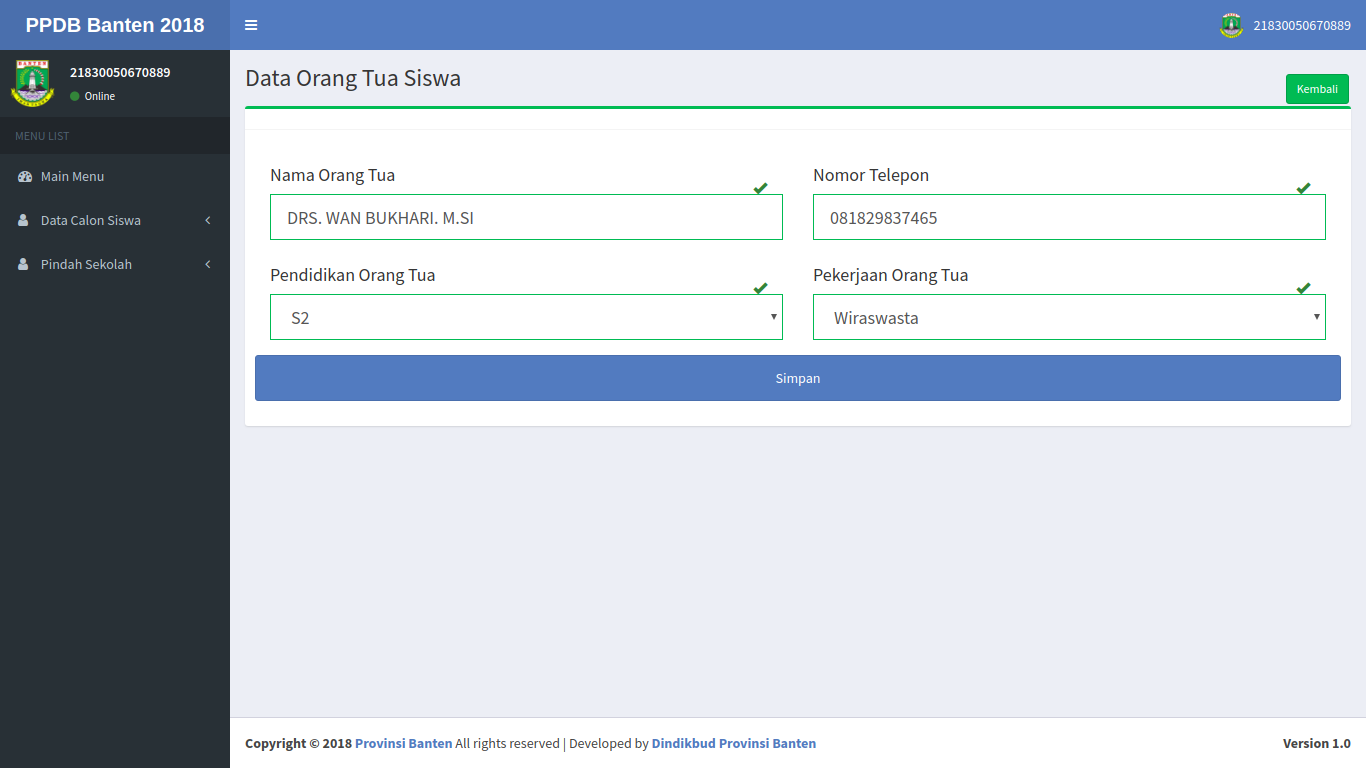 PPDB Banten 2018
21830050670889
BANTEN
21830050670889
Online
MENU LIST
Main Menu
Data Calon Siswa
Pindah Sekolah
Data Orang Tua Siswa
Kembali
Nama Orang Tua
Nomor Telepon
DRS. WAN BUKHARI. M.SI
081829837465
Pendidikan Orang Tua
Pekerjaan Orang Tua
S2
Wiraswasta
Simpan
Copyright © 2018 Provinsi Banten All rights reserved | Developed by Dindikbud Provinsi Banten
Version 1.0